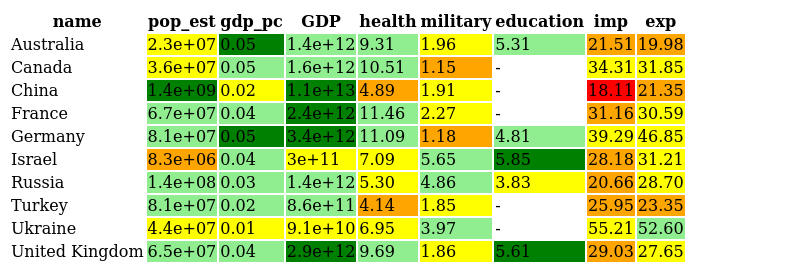 name pop_est gdp_pc GDP health military education imp exp
Australia 2.3e+07 0.05 1.4e+12 9.31 1.96 5.31 21.51 19.98
Canada 3.6e+07 0.05 1.6e+12 10.51 1.15 - 34.31 31.85
China 1.4e+09 0.02 1.1e+13 4.89 1.91 - 18.11 21.35
France 6.7e+07 0.04 2.4e+12 11.46 2.27 - 31.16 30.59
Germany 8.1e+07 0.05 3.4e+12 11.09 1.18 4.81 39.29 46.85
Israel 8.3e+06 0.04 3e+11 7.09 5.65 5.85 28.18 31.21
Russia 1.4e+08 0.03 1.4e+12 5.30 4.86 3.83 20.66 28.70
Turkey 8.1e+07 0.02 8.6e+11 4.14 1.85 - 25.95 23.35
Ukraine 4.4e+07 0.01 9.1e+10 6.95 3.97 - 55.21 52.60
United Kingdom 6.5e+07 0.04 2.9e+12 9.69 1.86 5.61 29.03 27.65